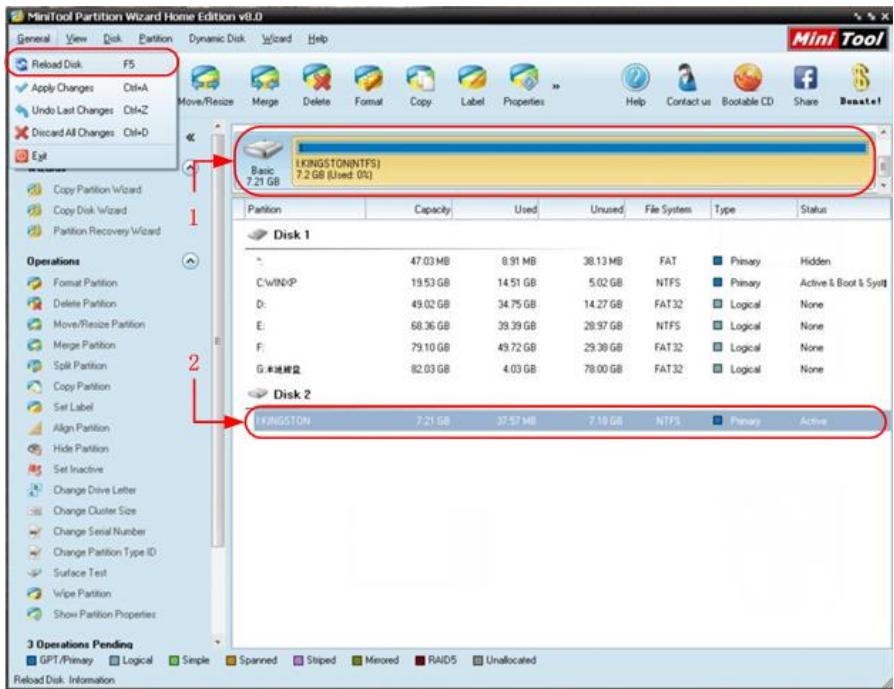 MiniTool Partition Wizard Home Edition v8.0
General View Disk Partition Dynamic Disk Wizard Help
Mini Tool
Reload Disk F5
Apply Changes Ctrl+A
Undo Last Changes Ctrl+Z
Discard All Changes Ctrl+D
Exit
Move/Resize Merge Delete Format Copy Label Properties » Help Contact us Bootable CD Share Donate!
«
Basic
7.21 GB
I:KINGSTON(NTFS)
7.2 GB (Used: 0%)
1
Copy Partition Wizard
Copy Disk Wizard
Partition Recovery Wizard
Operations
Format Partition
Delete Partition
Move/Resize Partition
Merge Partition
Split Partition
Copy Partition
Set Label
Align Partition
Hide Partition
Set Inactive
Change Drive Letter
Change Cluster Size
Change Serial Number
Change Partition Type ID
Surface Test
Wipe Partition
Show Partition Properties
3 Operations Pending
2
Partition Capacity Used Unused File System Type Status
Disk 1
*: 47.03 MB 8.91 MB 38.13 MB FAT Primary Hidden
C:WINXP 19.53 GB 14.51 GB 5.02 GB NTFS Primary Active & Boot & Syst
D: 49.02 GB 34.75 GB 14.27 GB FAT32 Logical None
E: 68.36 GB 39.39 GB 28.97 GB NTFS Logical None
F: 79.10 GB 49.72 GB 29.38 GB FAT32 Logical None
G:本地磁盘 82.03 GB 4.03 GB 78.00 GB FAT32 Logical None
Disk 2
I:KINGSTON 7.21 GB 37.57 MB 7.18 GB NTFS Primary Active
GPT/Primary Logical Simple Spanned Striped Mirrored RAID5 Unallocated
Reload Disk Information